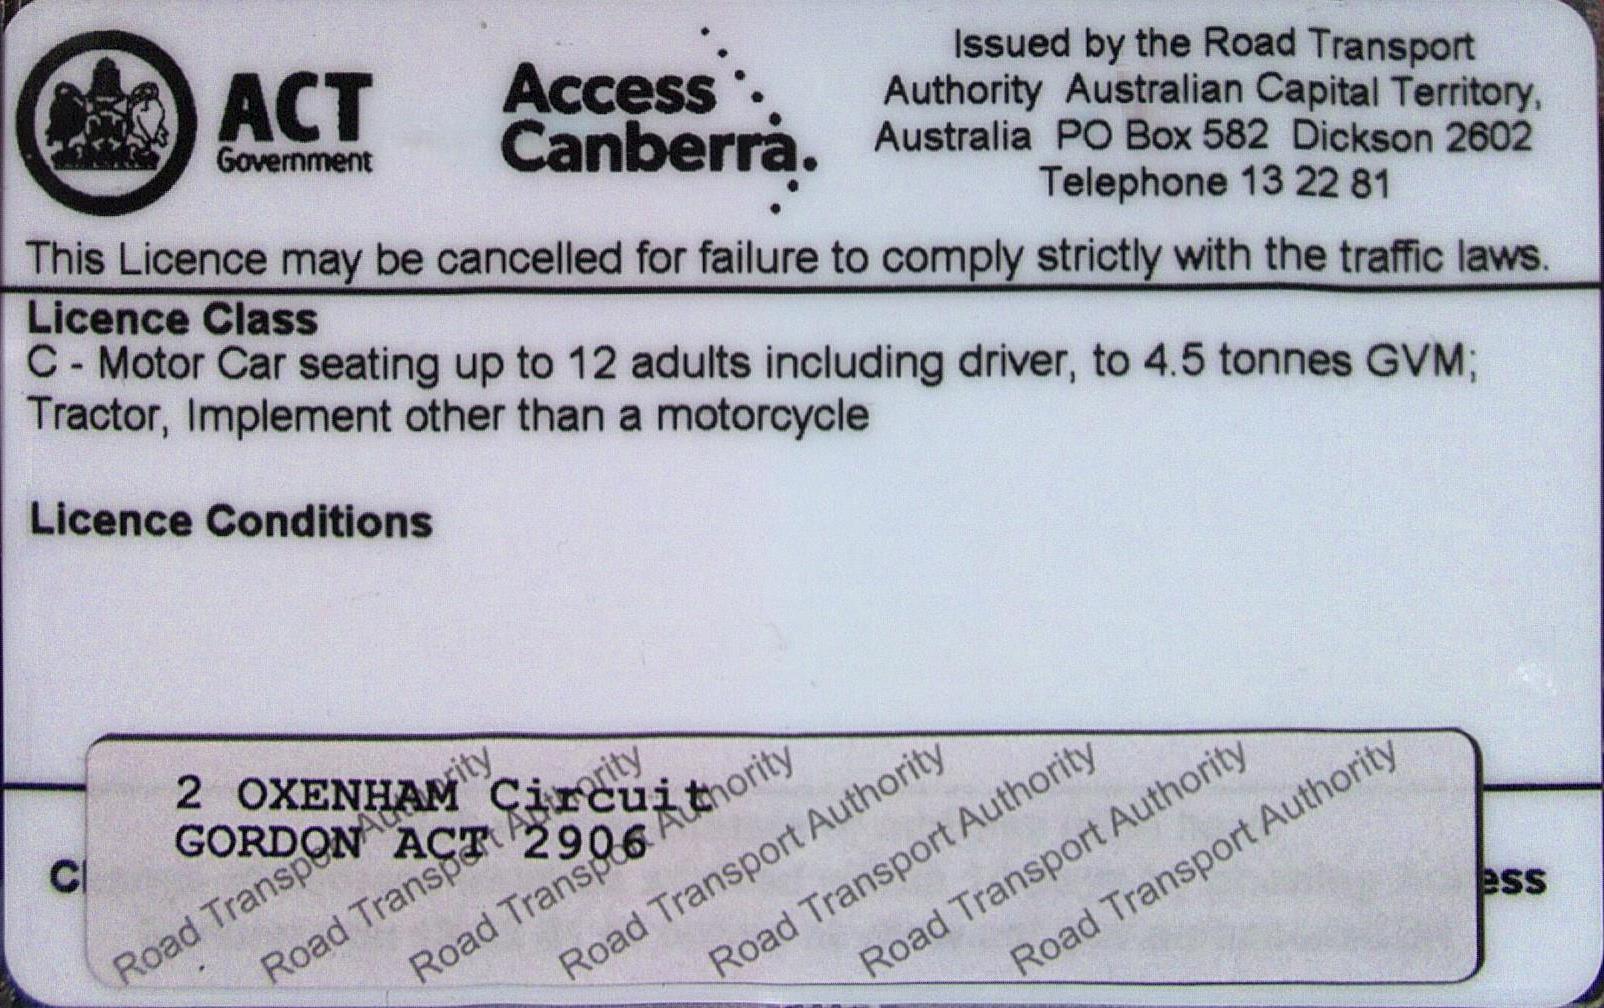 ACT
Government
Access
Canberra.
Issued by the Road Transport
Authority Australian Capital Territory,
Australia PO Box 582 Dickson 2602
Telephone 13 22 81
This Licence may be cancelled for failure to comply strictly with the traffic laws.
Licence Class
C - Motor Car seating up to 12 adults including driver, to 4.5 tonnes GVM;
Tractor, Implement other than a motorcycle
Licence Conditions
2 OXENHAM Circuit
GORDON ACT 2906
Road Transport Authority
Road Transport Authority
Road Transport Authority
Road Transport Authority
Road Transport Authority
Road Transport Authority
Road Transport Authority